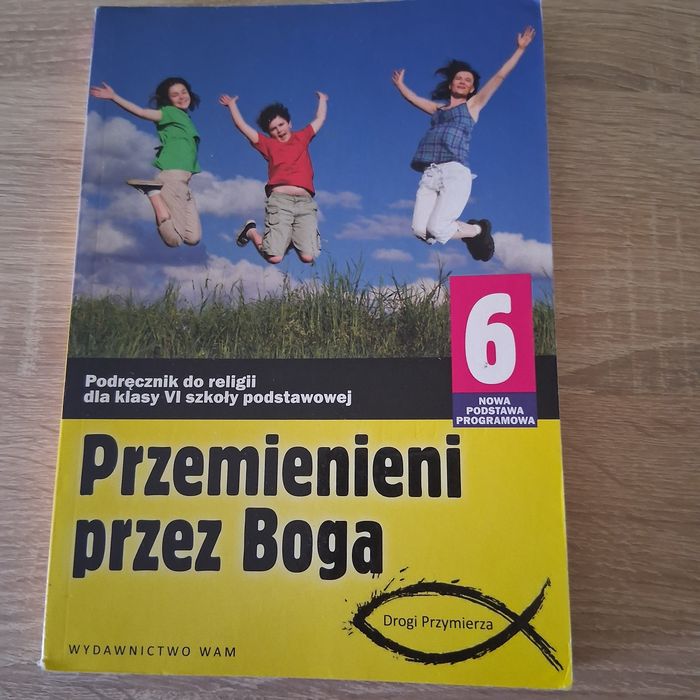 6
NOWA
PODSTAWA
PROGRAMOWA
Podręcznik do religii
dla klasy VI szkoły podstawowej
Przemienieni
przez Boga
Drogi Przymierza
WYDAWNICTWO WAM